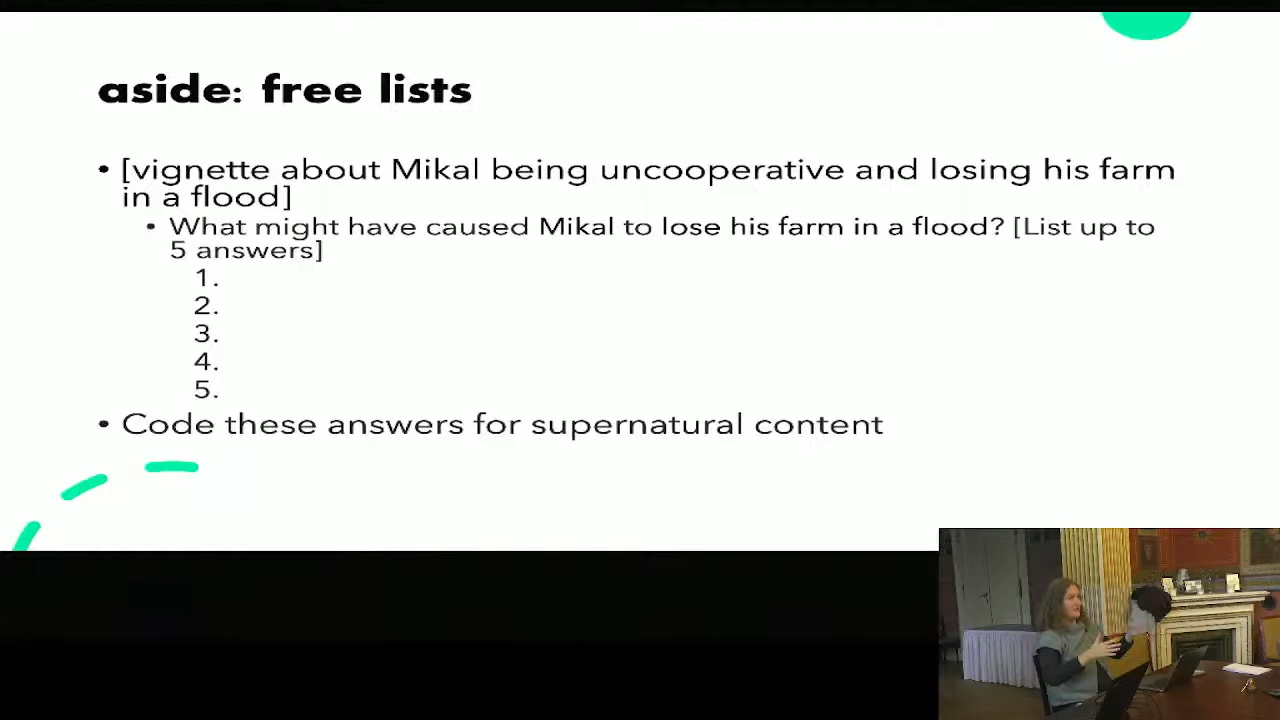 aside: free lists
• [vignette about Mikal being uncooperative and losing his farm
in a flood]
• What might have caused Mikal to lose his farm in a flood? [List up to
5 answers]
1.
2.
3.
4.
5.
• Code these answers for supernatural content